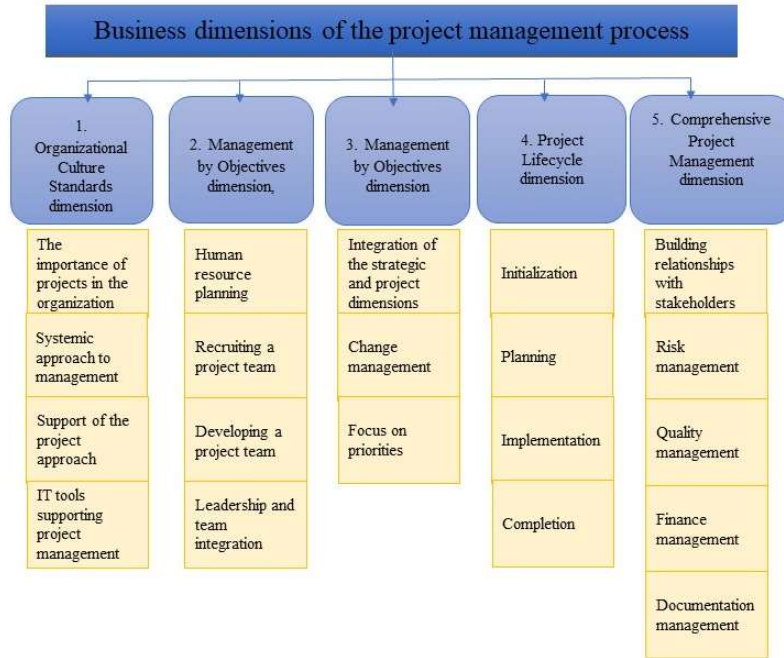 Business dimensions of the project management process
1.
Organizational
Culture
Standards
dimension
2. Management
by Objectives
dimension,
3. Management
by Objectives
dimension
4. Project
Lifecycle
dimension
5. Comprehensive
Project
Management
dimension
The
importance of
projects in the
organization
Systemic
approach to
management
Support of the
project
approach
IT tools
supporting
project
management
Human
resource
planning
Recruiting a
project team
Developing a
project team
Leadership and
team
integration
Integration of
the strategic
and project
dimensions
Change
management
Focus on
priorities
Initialization
Planning
Implementation
Completion
Building
relationships
with
stakeholders
Risk
management
Quality
management
Finance
management
Documentation
management